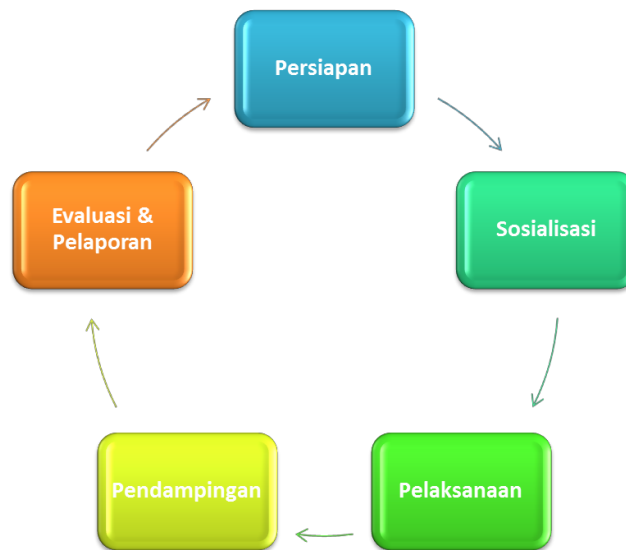 Persiapan
Sosialisasi
Pelaksanaan
Pendampingan
Evaluasi &
Pelaporan